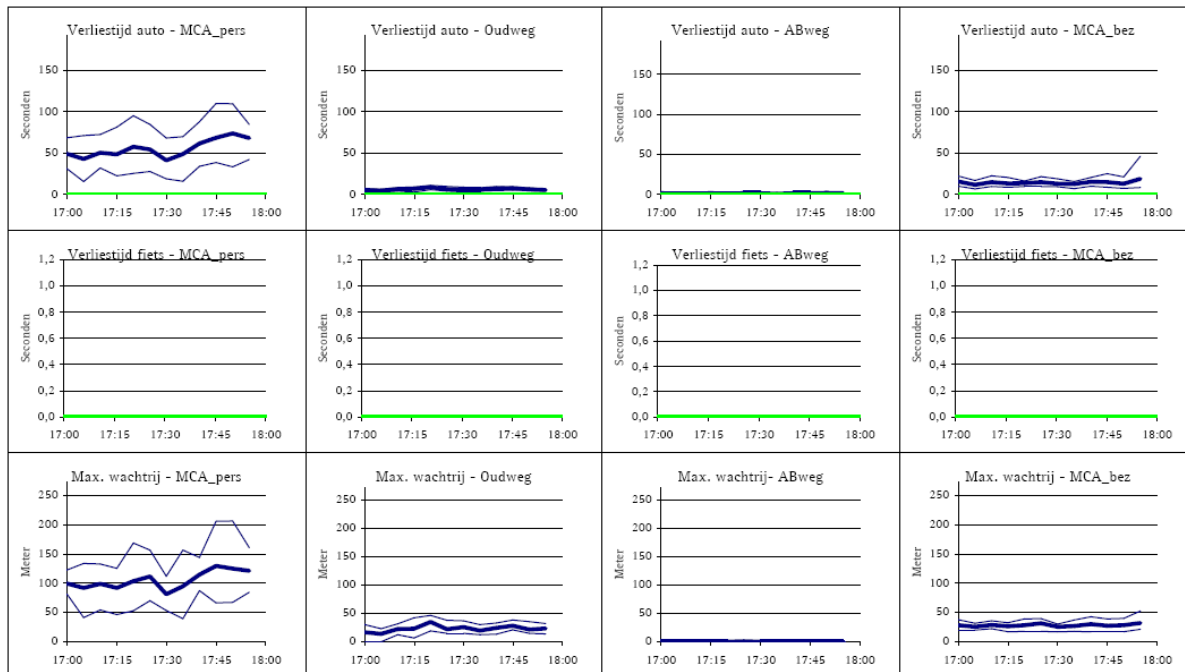 Verliestijd auto - MCA_pers
Seconden
150
100
50
0
17:00 17:15 17:30 17:45 18:00
Verliestijd auto - Oudweg
Seconden
150
100
50
0
17:00 17:15 17:30 17:45 18:00
Verliestijd auto - ABweg
Seconden
150
100
50
0
17:00 17:15 17:30 17:45 18:00
Verliestijd auto - MCA_bez
Seconden
150
100
50
0
17:00 17:15 17:30 17:45 18:00
Verliestijd fiets - MCA_pers
Seconden
1,2
1,0
0,8
0,6
0,4
0,2
0,0
17:00 17:15 17:30 17:45 18:00
Verliestijd fiets - Oudweg
Seconden
1,2
1,0
0,8
0,6
0,4
0,2
0,0
17:00 17:15 17:30 17:45 18:00
Verliestijd fiets - ABweg
Seconden
1,2
1,0
0,8
0,6
0,4
0,2
0,0
17:00 17:15 17:30 17:45 18:00
Verliestijd fiets - MCA_bez
Seconden
1,2
1,0
0,8
0,6
0,4
0,2
0,0
17:00 17:15 17:30 17:45 18:00
Max. wachtrij - MCA_pers
Meter
250
200
150
100
50
0
17:00 17:15 17:30 17:45 18:00
Max. wachtrij - Oudweg
Meter
250
200
150
100
50
0
17:00 17:15 17:30 17:45 18:00
Max. wachtrij- ABweg
Meter
250
200
150
100
50
0
17:00 17:15 17:30 17:45 18:00
Max. wachtrij - MCA_bez
Meter
250
200
150
100
50
0
17:00 17:15 17:30 17:45 18:00